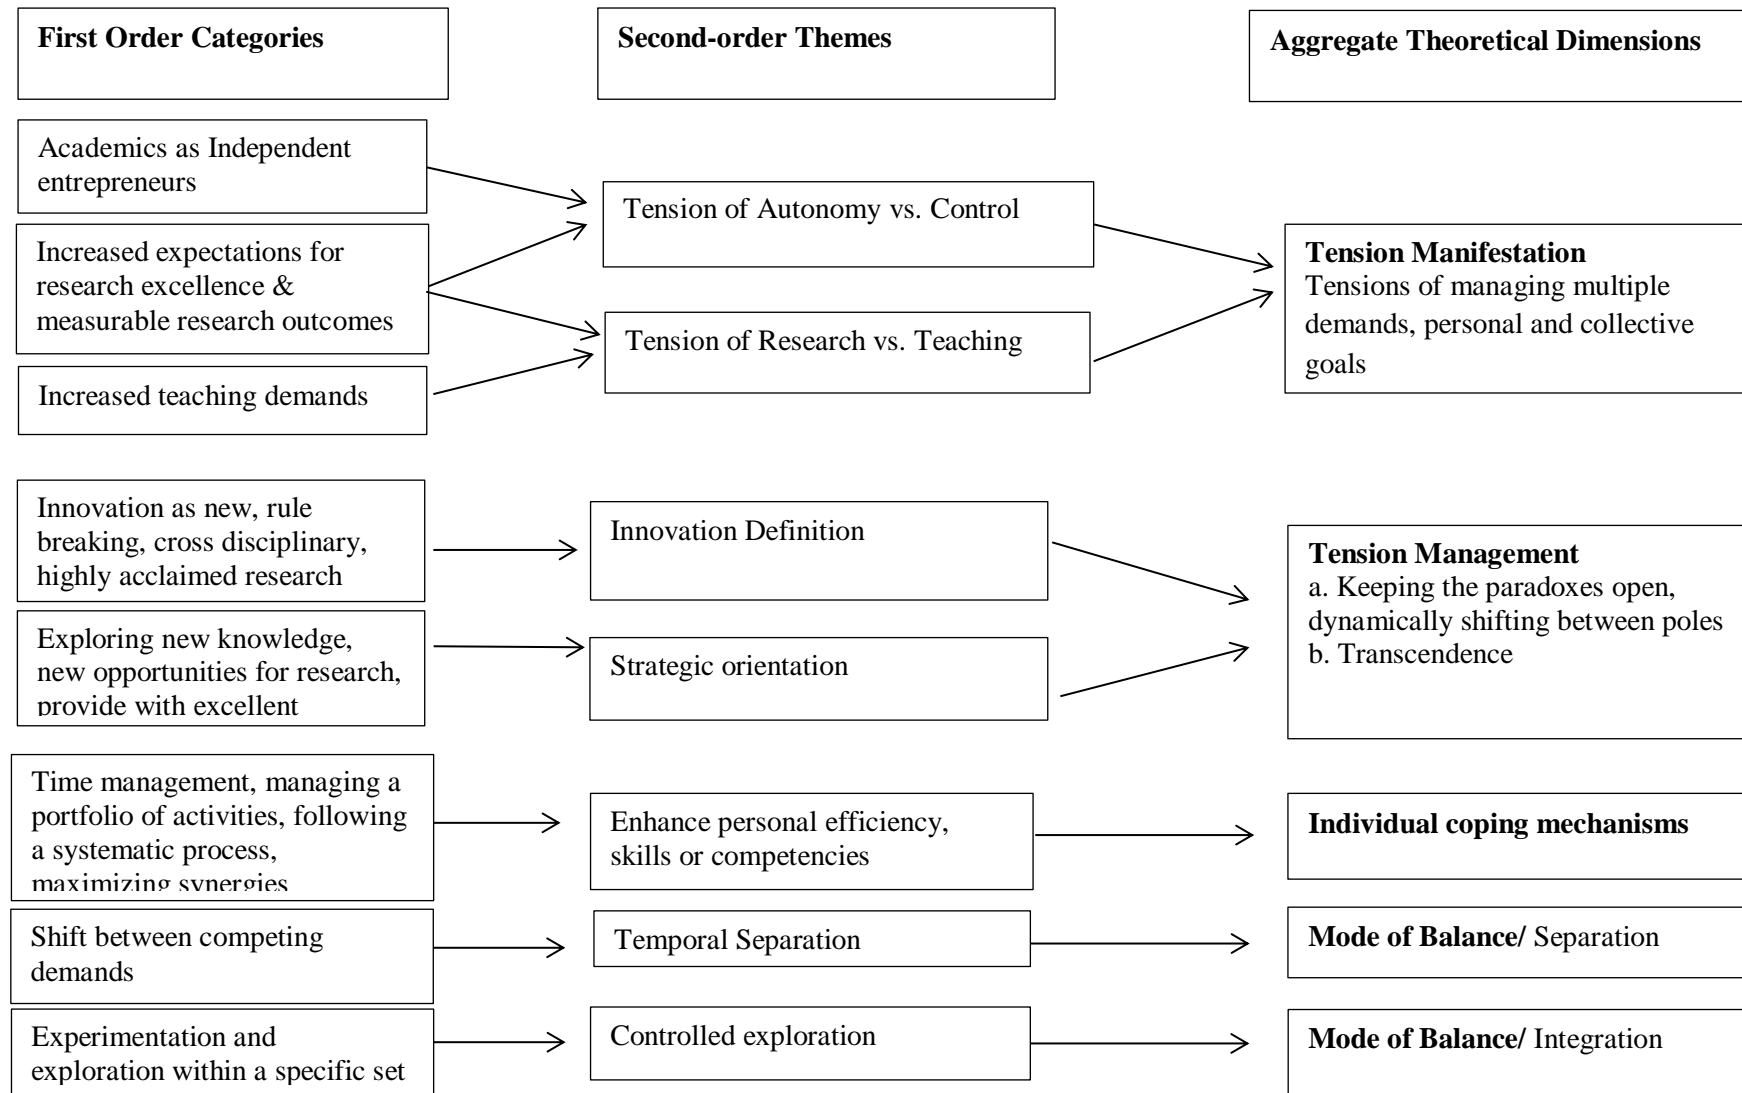 First Order Categories
Second-order Themes
Aggregate Theoretical Dimensions
Academics as Independent
entrepreneurs
Increased expectations for
research excellence &
measurable research outcomes
Increased teaching demands
Tension of Autonomy vs. Control
Tension of Research vs. Teaching
Tension Manifestation
Tensions of managing multiple
demands, personal and collective
goals
Innovation as new, rule
breaking, cross disciplinary,
highly acclaimed research
Exploring new knowledge,
new opportunities for research,
provide with excellent
Innovation Definition
Strategic orientation
Tension Management
a. Keeping the paradoxes open,
dynamically shifting between poles
b. Transcendence
Time management, managing a
portfolio of activities, following
a systematic process,
maximizing synergies
Enhance personal efficiency,
skills or competencies
Individual coping mechanisms
Shift between competing
demands
Temporal Separation
Mode of Balance/ Separation
Experimentation and
exploration within a specific set
Controlled exploration
Mode of Balance/ Integration